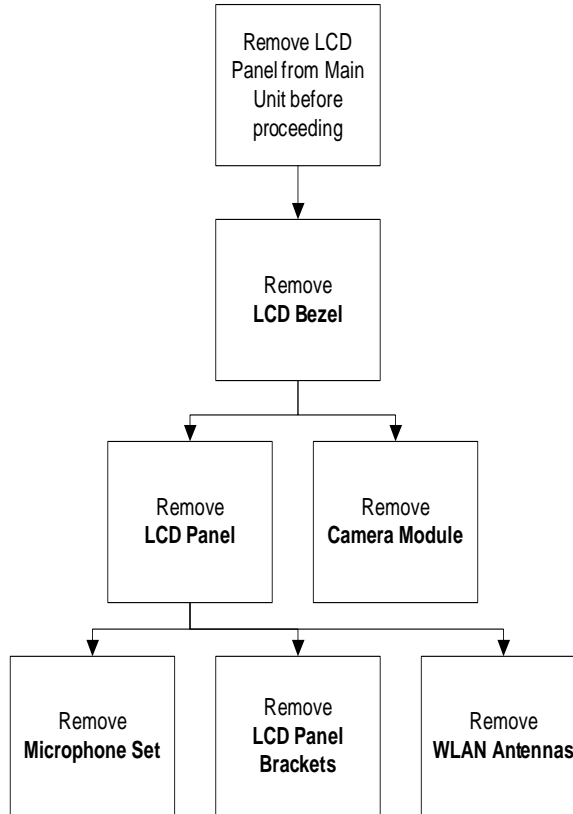 Remove LCD
Panel from Main
Unit before
proceeding
Remove
LCD Bezel
Remove
LCD Panel
Remove
Camera Module
Remove
Microphone Set
Remove
LCD Panel
Brackets
Remove
WLAN Antennas